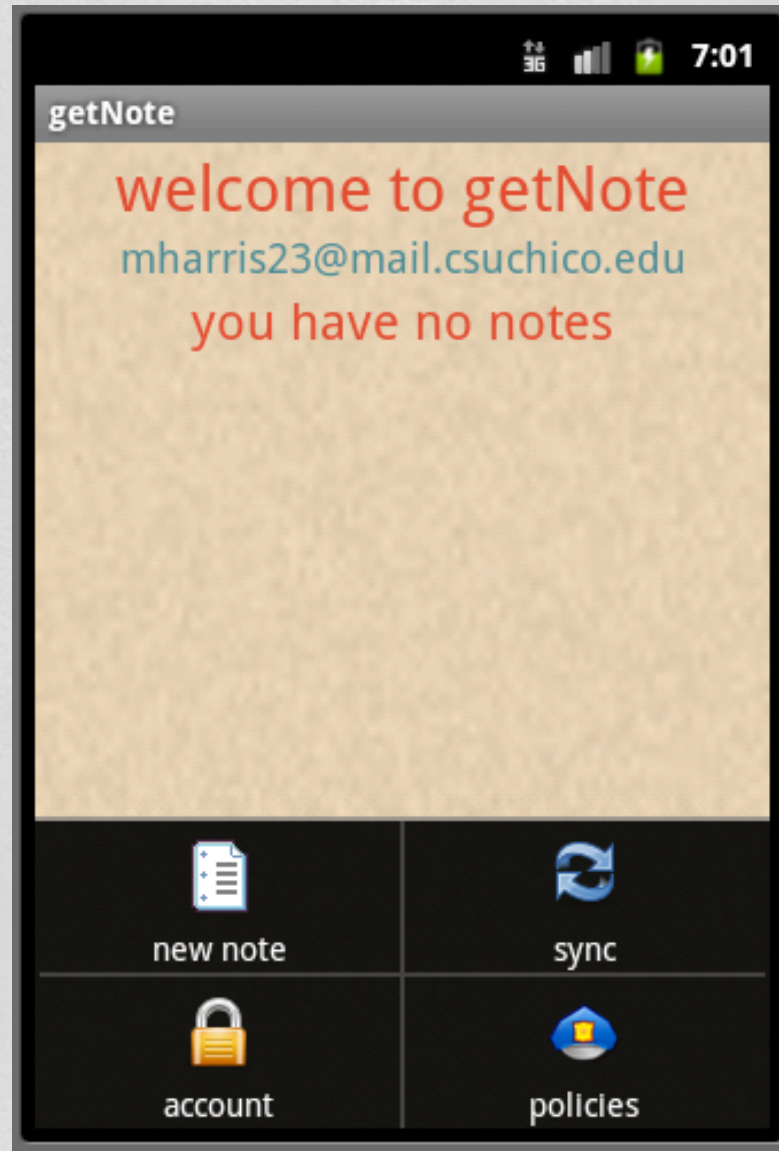 3G 7:01
getNote
welcome to getNote
mharris23@mail.csuchico.edu
you have no notes
new note sync
account policies